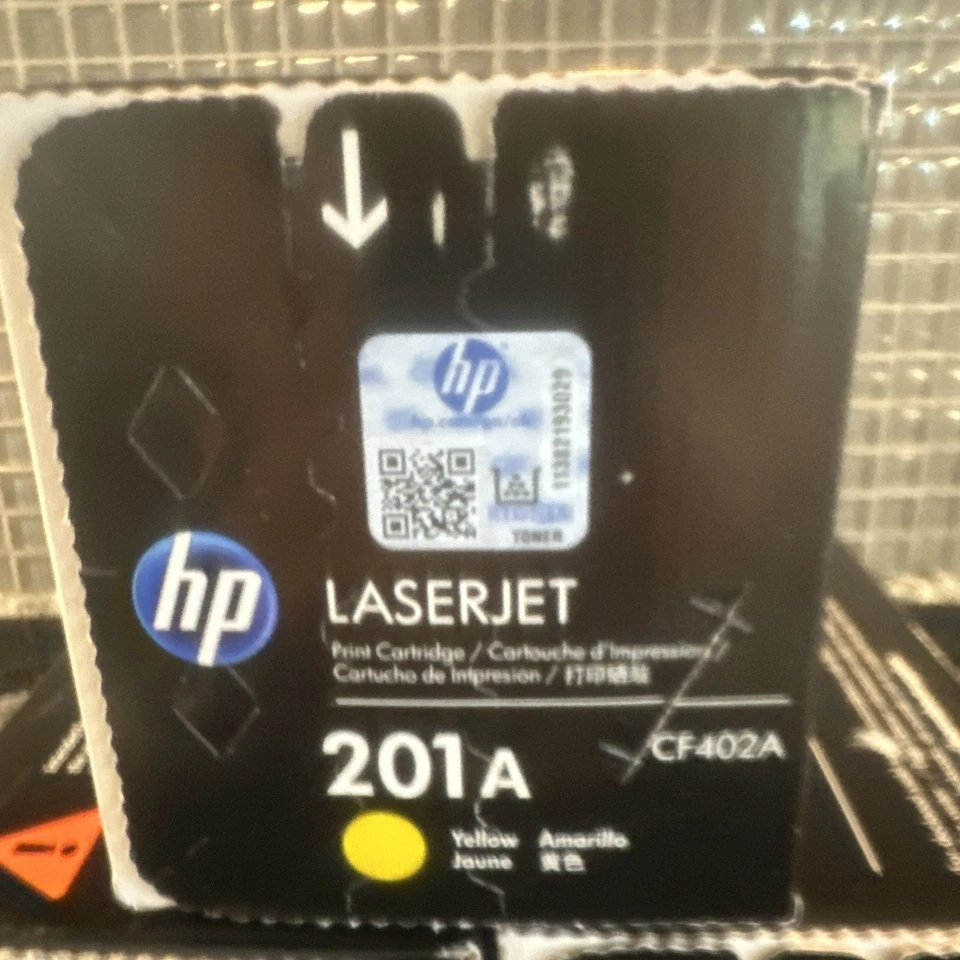 hp
11382193029
TONER
hp
LASERJET
Print Cartridge / Cartouche d'Impression /
Cartucho de Impresión / 打印硒鼓
201A
CF402A
Yellow Amarillo
Jaune 黄色